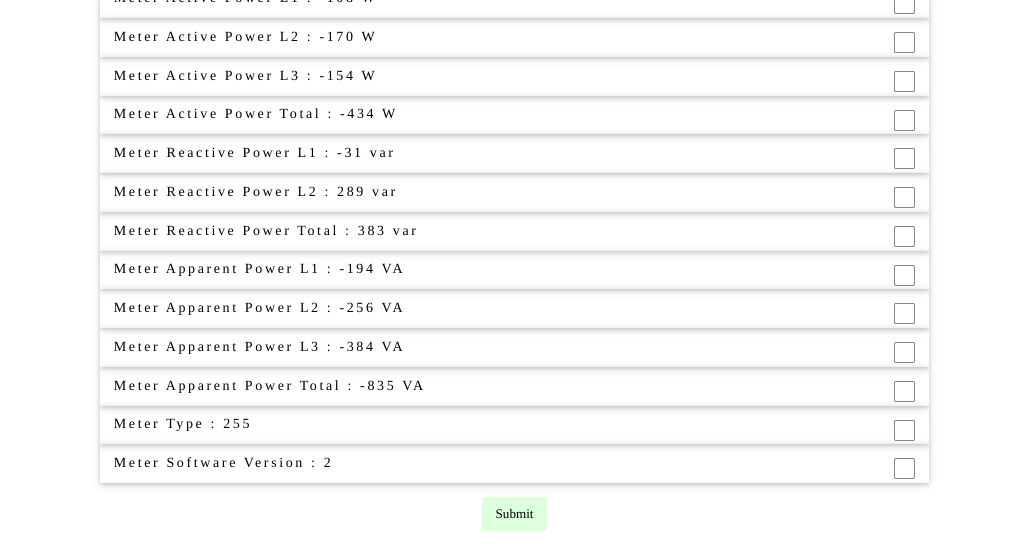 Meter Active Power L1 : W
Meter Active Power L2 : -170 W
Meter Active Power L3 : -154 W
Meter Active Power Total : -434 W
Meter Reactive Power L1 : -31 var
Meter Reactive Power L2 : 289 var
Meter Reactive Power Total : 383 var
Meter Apparent Power L1 : -194 VA
Meter Apparent Power L2 : -256 VA
Meter Apparent Power L3 : -384 VA
Meter Apparent Power Total : -835 VA
Meter Type : 255
Meter Software Version : 2
Submit